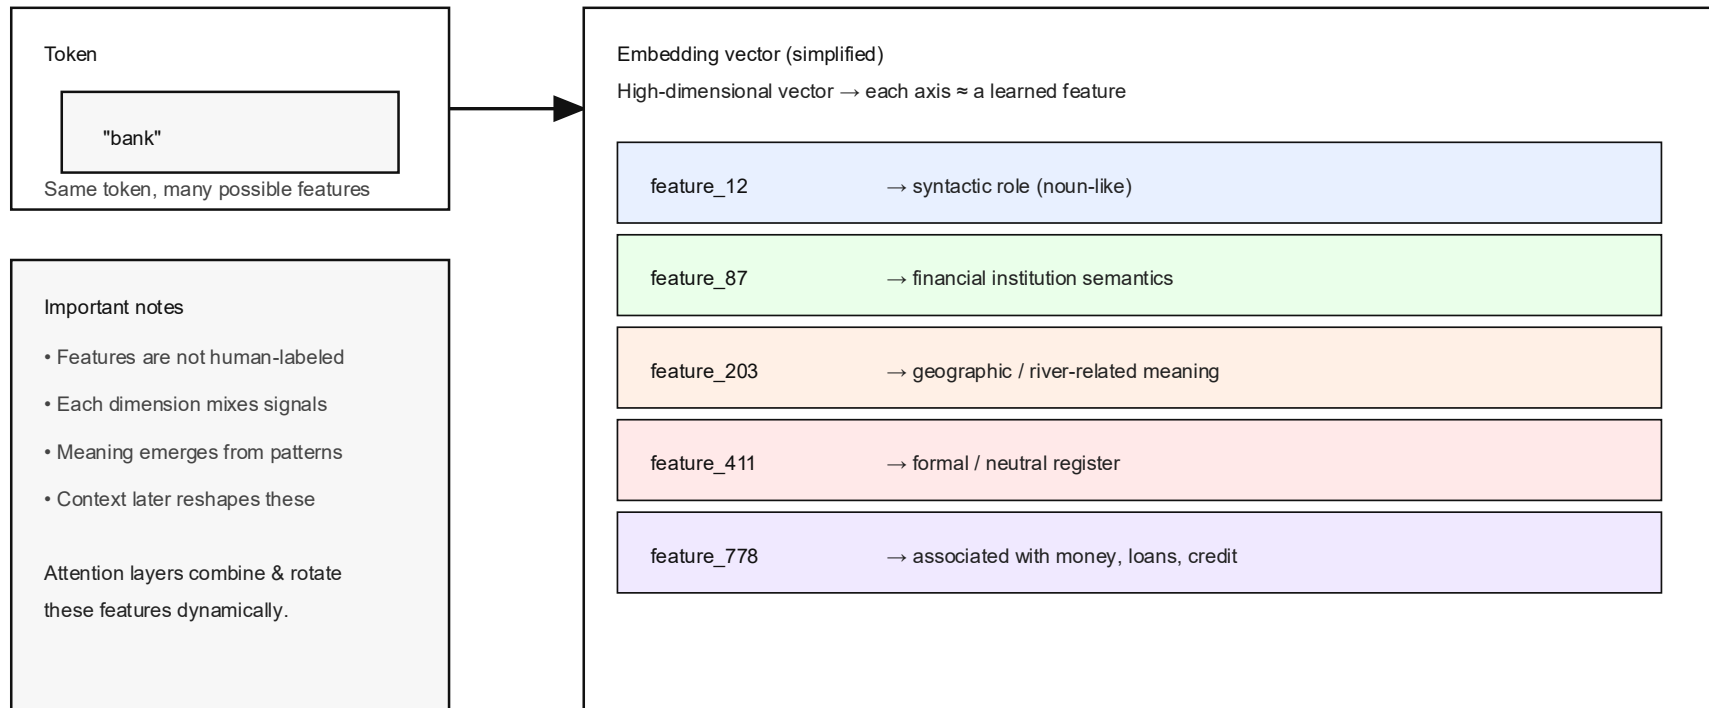 Token
"bank"
Same token, many possible features
Important notes
• Features are not human-labeled
• Each dimension mixes signals
• Meaning emerges from patterns
• Context later reshapes these
Attention layers combine & rotate
these features dynamically.
Embedding vector (simplified)
High-dimensional vector → each axis ≈ a learned feature
feature_12 → syntactic role (noun-like)
feature_87 → financial institution semantics
feature_203 → geographic / river-related meaning
feature_411 → formal / neutral register
feature_778 → associated with money, loans, credit